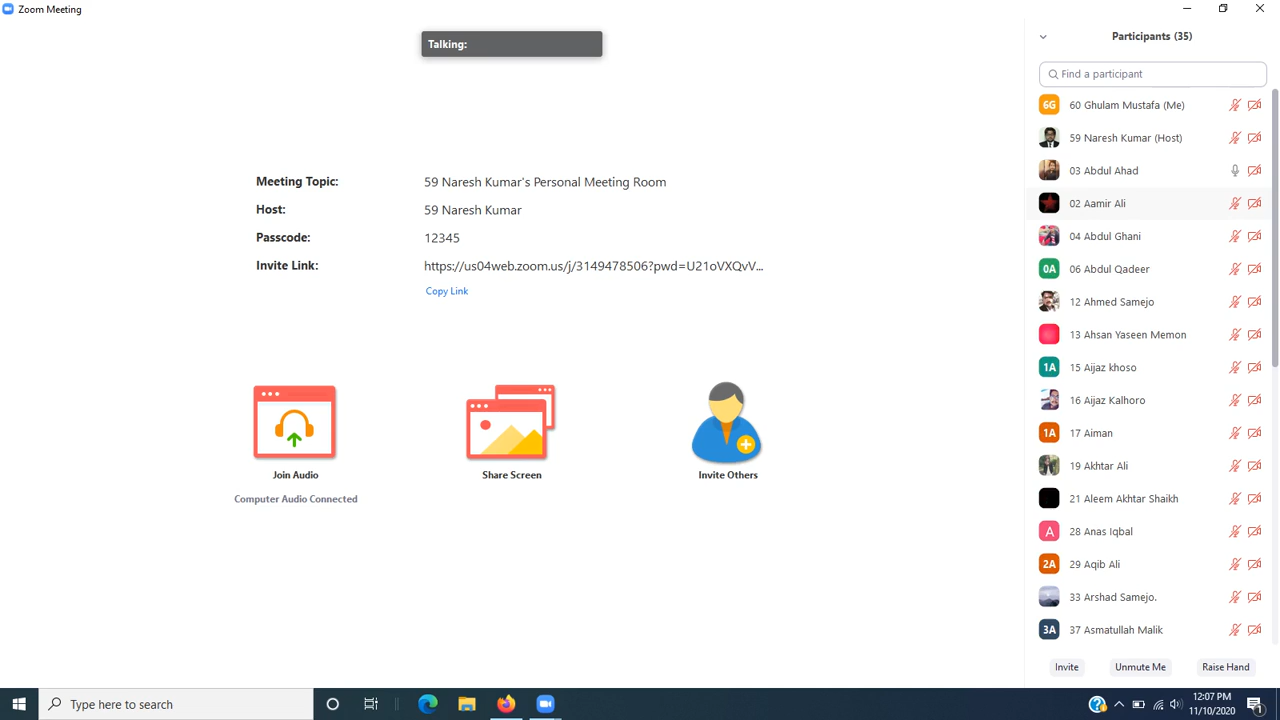 Zoom Meeting
Talking:
Meeting Topic: 59 Naresh Kumar's Personal Meeting Room
Host: 59 Naresh Kumar
Passcode: 12345
Invite Link: https://us04web.zoom.us/j/3149478506?pwd=U21oVXQvV...
Copy Link
Join Audio
Computer Audio Connected
Share Screen
Invite Others
Participants (35)
Find a participant
6G 60 Ghulam Mustafa (Me)
59 Naresh Kumar (Host)
03 Abdul Ahad
02 Aamir Ali
04 Abdul Ghani
0A 06 Abdul Qadeer
12 Ahmed Samejo
13 Ahsan Yaseen Memon
1A 15 Aijaz khoso
16 Aijaz Kalhoro
1A 17 Aiman
19 Akhtar Ali
21 Aleem Akhtar Shaikh
A 28 Anas Iqbal
2A 29 Aqib Ali
33 Arshad Samejo.
3A 37 Asmatullah Malik
Invite Unmute Me Raise Hand
Type here to search
12:07 PM
11/10/2020
1